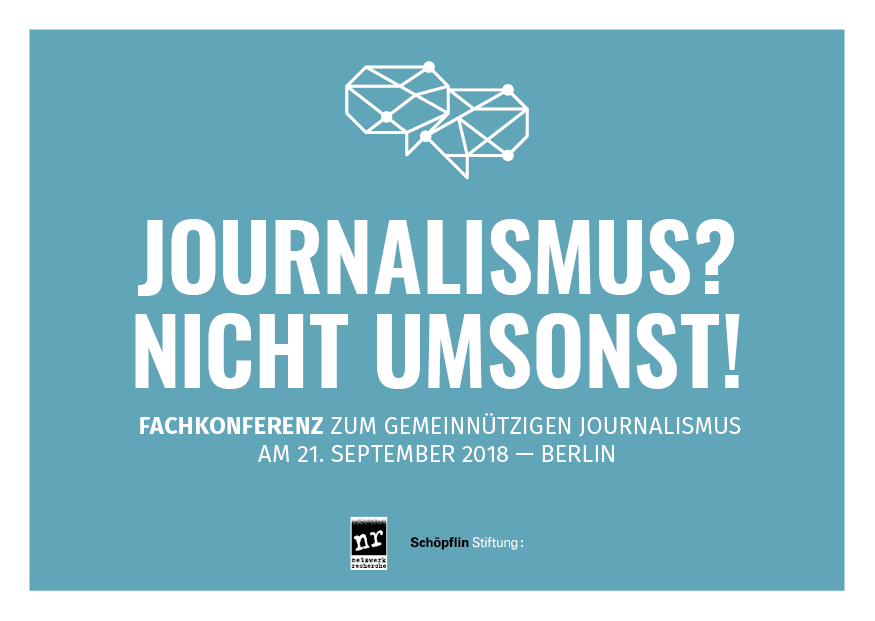 JOURNALISMUS?
NICHT UMSONST!
FACHKONFERENZ ZUM GEMEINNÜTZIGEN JOURNALISMUS
AM 21. SEPTEMBER 2018 — BERLIN
nr
netzwerk
recherche
Schöpflin Stiftung: